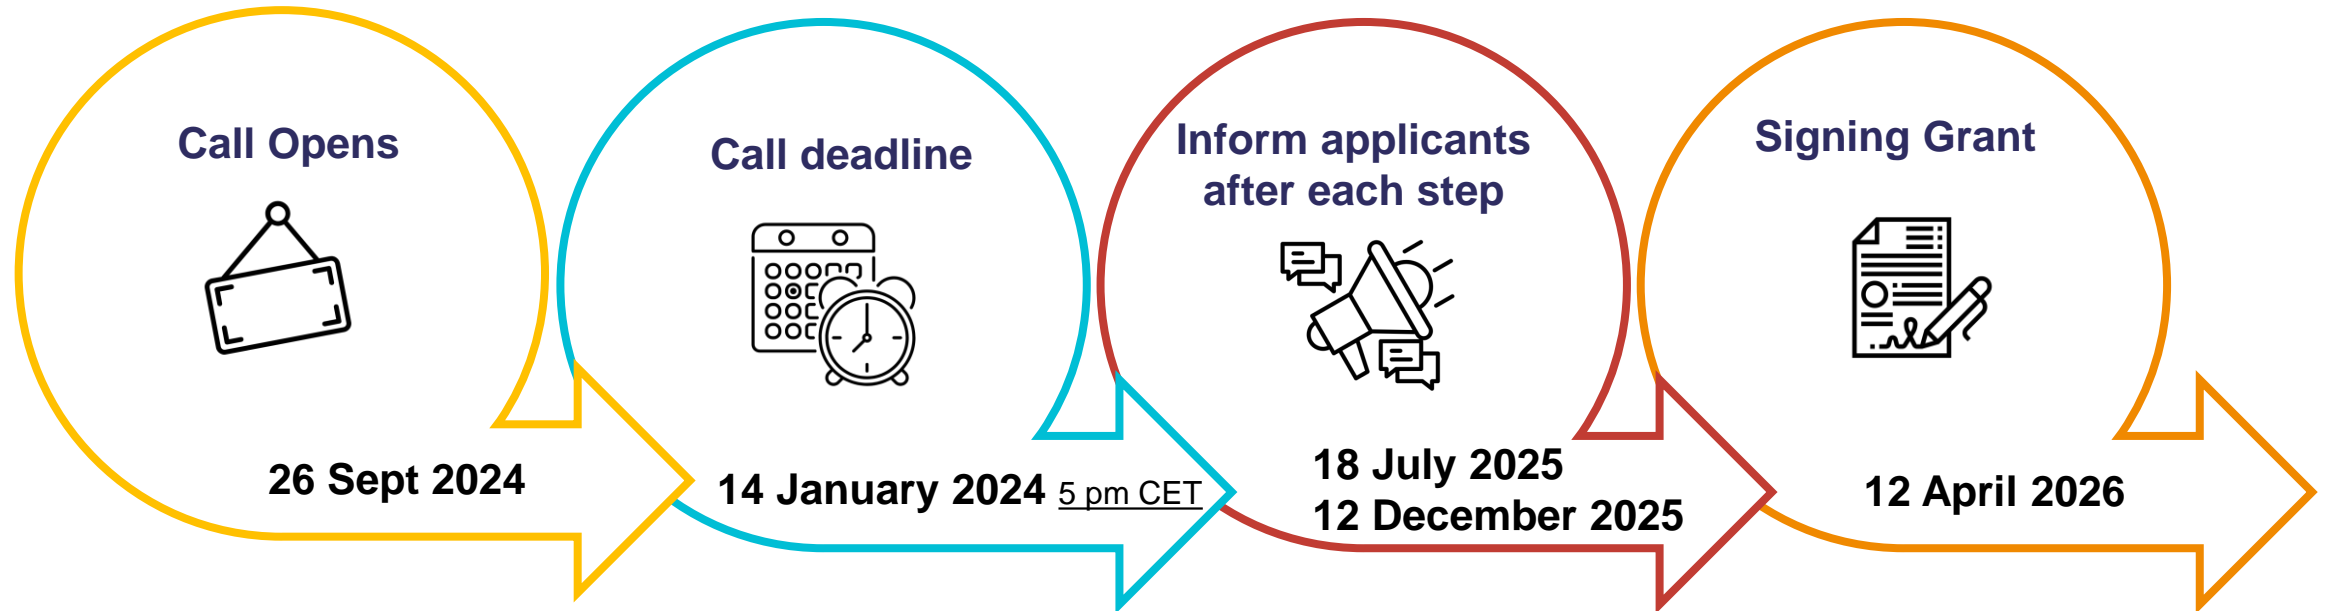 Call Opens
26 Sept 2024
Call deadline
14 January 2024 5 pm CET
Inform applicants
after each step
18 July 2025
12 December 2025
Signing Grant
12 April 2026